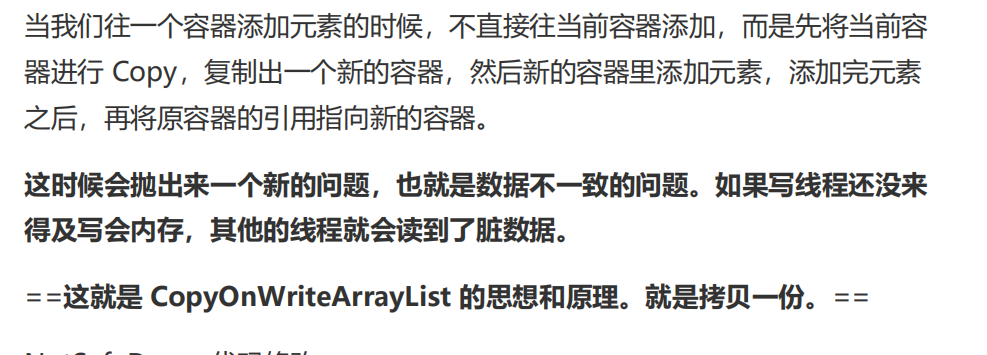 当我们往一个容器添加元素的时候，不直接往当前容器添加，而是先将当前容
器进行 Copy，复制出一个新的容器，然后新的容器里添加元素，添加完元素
之后，再将原容器的引用指向新的容器。
这时候会抛出来一个新的问题，也就是数据不一致的问题。如果写线程还没来
得及写会内存，其他的线程就会读到了脏数据。
==这就是 CopyOnWriteArrayList 的思想和原理。就是拷贝一份。==